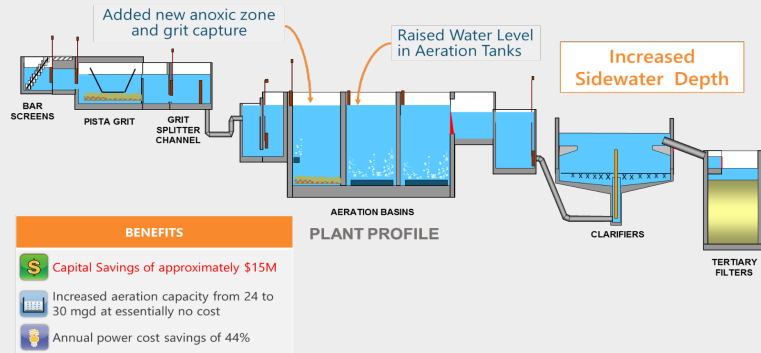 Added new anoxic zone
and grit capture
Raised Water Level
in Aeration Tanks
Increased
Sidewater Depth
BAR
SCREENS
PISTA GRIT
GRIT
SPLITTER
CHANNEL
AERATION BASINS
PLANT PROFILE
CLARIFIERS
TERTIARY
FILTERS
BENEFITS
$
Capital Savings of approximately $15M
Increased aeration capacity from 24 to
30 mgd at essentially no cost
Annual power cost savings of 44%